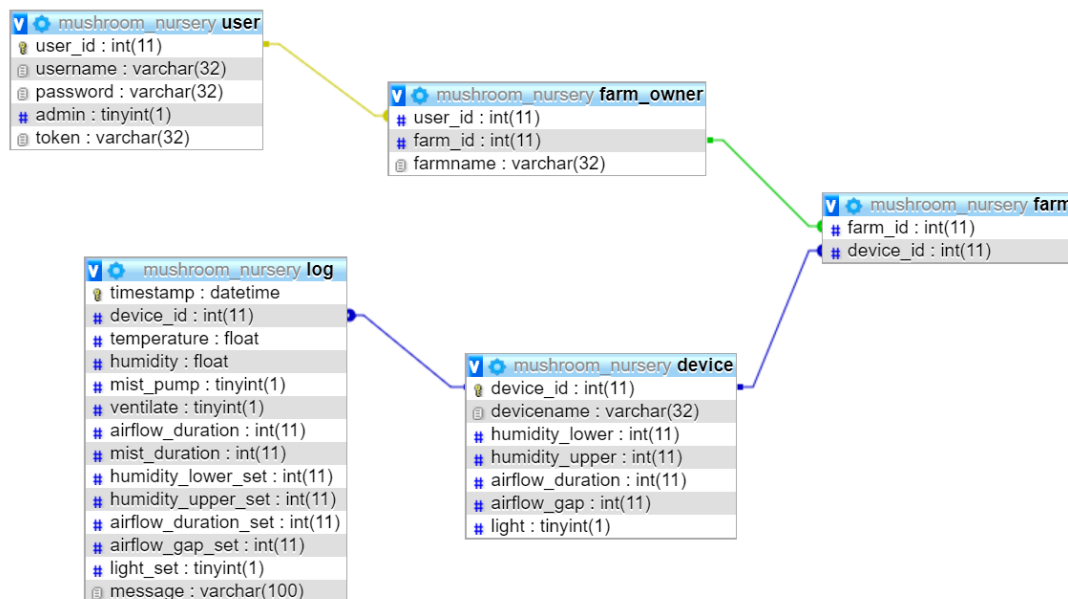 mushroom_nursery user
user_id : int(11)
username : varchar(32)
password : varchar(32)
admin : tinyint(1)
token : varchar(32)
mushroom_nursery farm_owner
user_id : int(11)
farm_id : int(11)
farmname : varchar(32)
mushroom_nursery farm
farm_id : int(11)
device_id : int(11)
mushroom_nursery log
timestamp : datetime
device_id : int(11)
temperature : float
humidity : float
mist_pump : tinyint(1)
ventilate : tinyint(1)
airflow_duration : int(11)
mist_duration : int(11)
humidity_lower_set : int(11)
humidity_upper_set : int(11)
airflow_duration_set : int(11)
airflow_gap_set : int(11)
light_set : tinyint(1)
message : varchar(100)
mushroom_nursery device
device_id : int(11)
devicename : varchar(32)
humidity_lower : int(11)
humidity_upper : int(11)
airflow_duration : int(11)
airflow_gap : int(11)
light : tinyint(1)